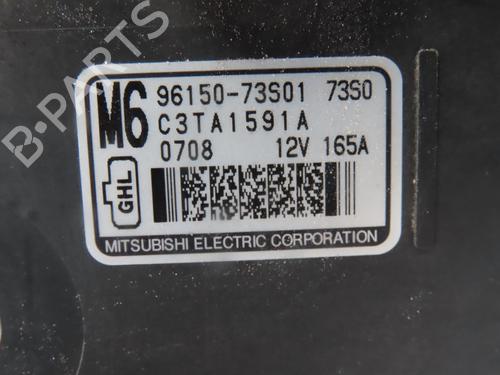 B-PARTS
M6 96150-73S01 73S0
C3TA1591A
0708 12V 165A
GHL
MITSUBISHI ELECTRIC CORPORATION